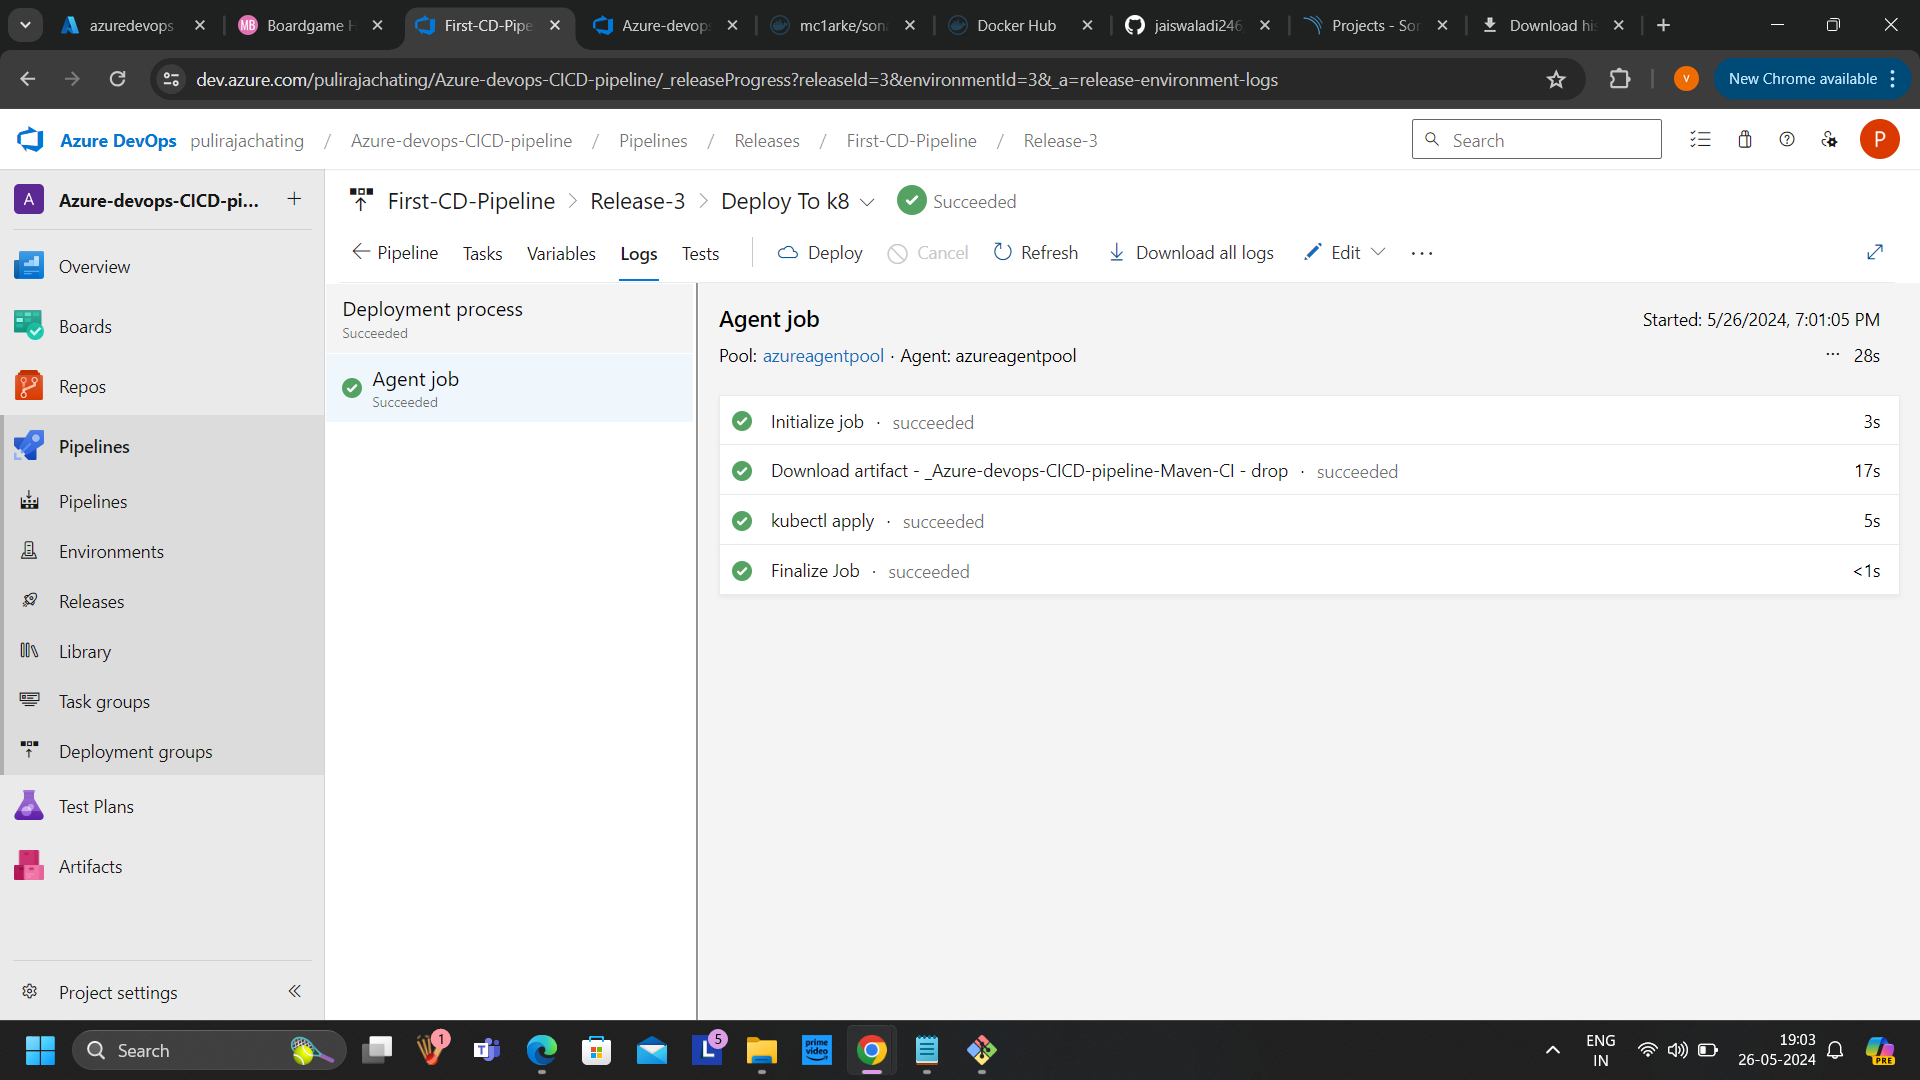 azuredevops
Boardgame H
First-CD-Pipe
Azure-devops
mc1arke/sona
Docker Hub
jaiswaladi246
Projects - Sor
Download his
dev.azure.com/pulirajachating/Azure-devops-CICD-pipeline/_releaseProgress?releaseId=3&environmentId=3&_a=release-environment-logs
V
New Chrome available
Azure DevOps pulirajachating / Azure-devops-CICD-pipeline / Pipelines / Releases / First-CD-Pipeline / Release-3
Search
P
A Azure-devops-CICD-pi... +
Overview
Boards
Repos
Pipelines
Pipelines
Environments
Releases
Library
Task groups
Deployment groups
Test Plans
Artifacts
Project settings
First-CD-Pipeline > Release-3 > Deploy To k8 Succeeded
Pipeline Tasks Variables Logs Tests Deploy Cancel Refresh Download all logs Edit ...
Deployment process
Succeeded
Agent job
Succeeded
Agent job
Started: 5/26/2024, 7:01:05 PM
Pool: azureagentpool · Agent: azureagentpool
... 28s
Initialize job · succeeded 3s
Download artifact - _Azure-devops-CICD-pipeline-Maven-CI - drop · succeeded 17s
kubectl apply · succeeded 5s
Finalize Job · succeeded <1s
Search
1
5
L
prime video
ENG
IN
19:03
26-05-2024
PRE